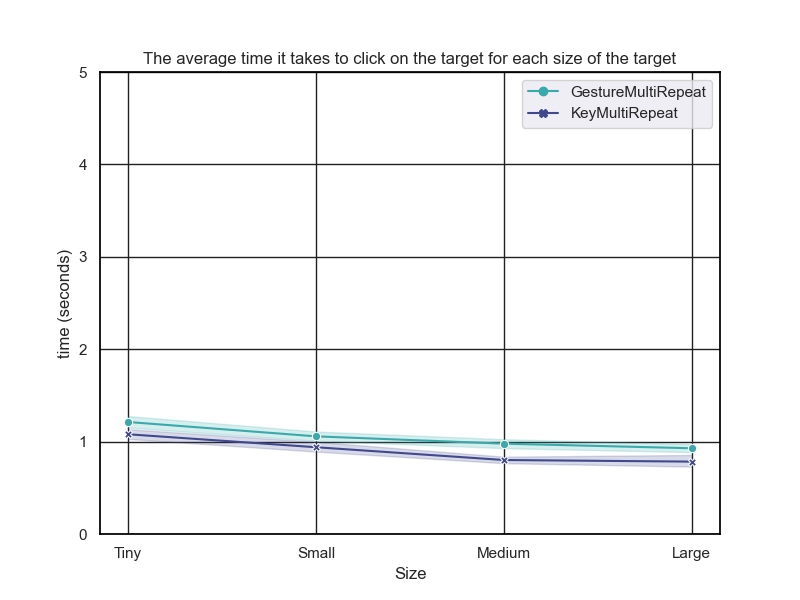 The average time it takes to click on the target for each size of the target
5
GestureMultiRepeat
KeyMultiRepeat
4
3
time (seconds)
2
1
0
Tiny Small Medium Large
Size